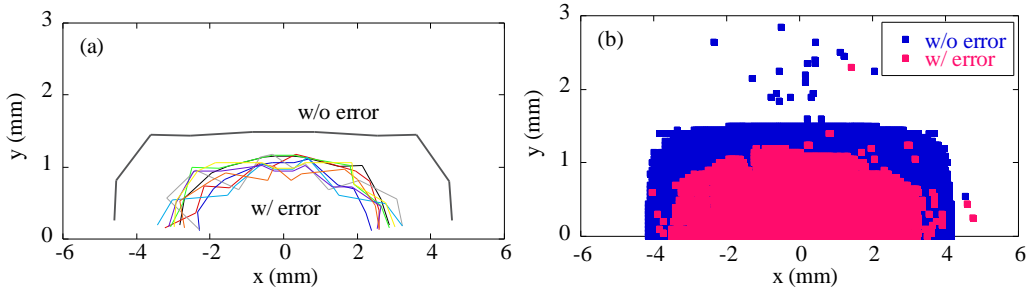 3
(a)
w/o error
2
y (mm)
1
w/ error
0
-6 -4 -2 0 2 4 6
x (mm)
3
(b)
w/o error
w/ error
2
y (mm)
1
0
-6 -4 -2 0 2 4 6
x (mm)